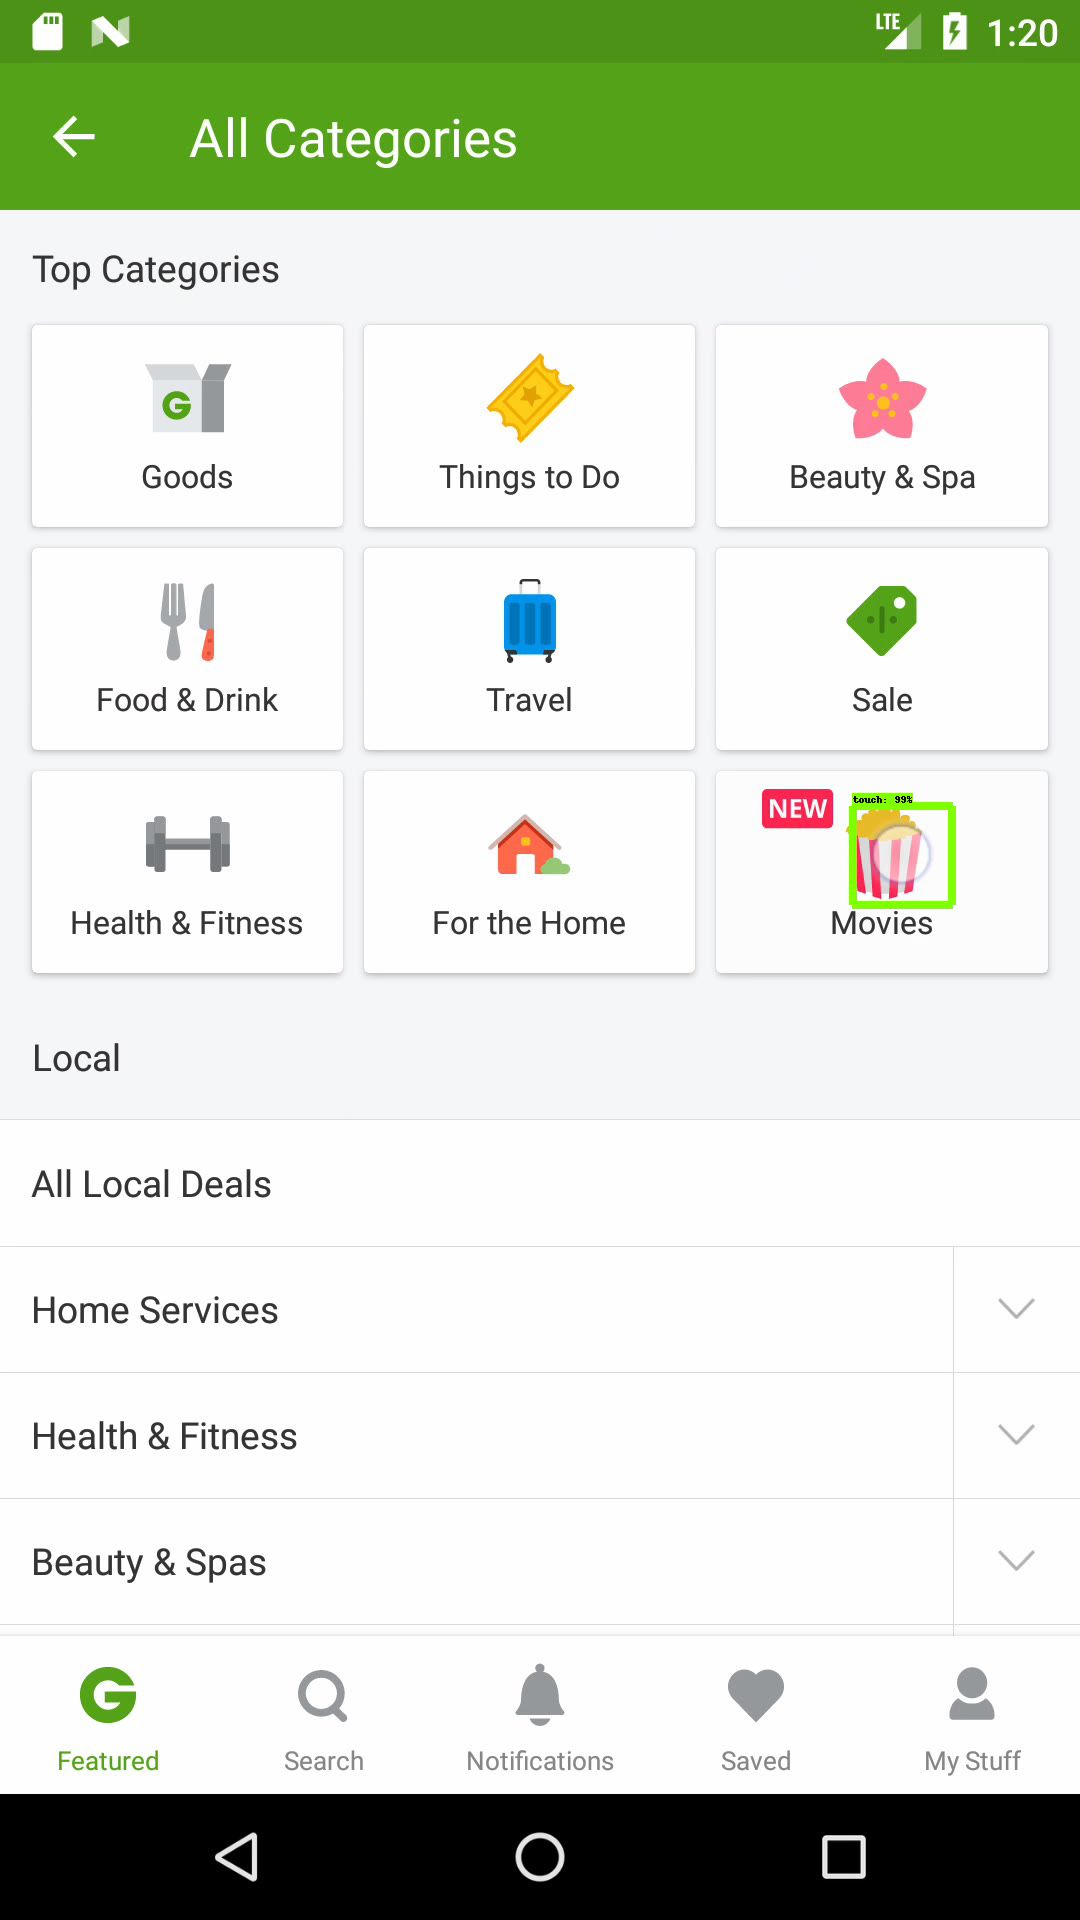 LTE 1:20
All Categories
Top Categories
Goods
Things to Do
Beauty & Spa
Food & Drink
Travel
Sale
NEW
touch: 99%
Health & Fitness
For the Home
Movies
Local
All Local Deals
Home Services
Health & Fitness
Beauty & Spas
Featured
Search
Notifications
Saved
My Stuff